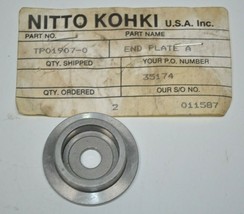 NITTO KOHKI U.S.A. Inc.
PART NO. PART NAME
TP01907-0 END PLATE A
QTY. SHIPPED YOUR P.O. NUMBER
35174
QTY. ORDERED OUR S/O NO.
2 011587